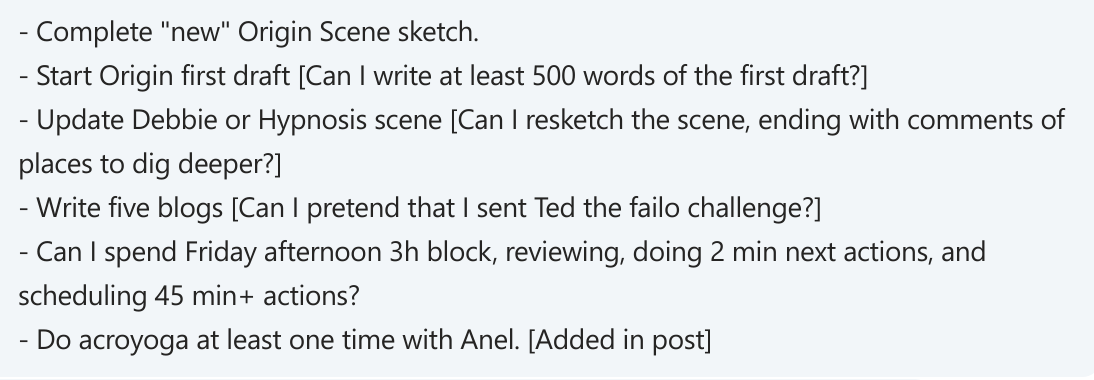 - Complete "new" Origin Scene sketch.
- Start Origin first draft [Can I write at least 500 words of the first draft?]
- Update Debbie or Hypnosis scene [Can I resketch the scene, ending with comments of
places to dig deeper?]
- Write five blogs [Can I pretend that I sent Ted the failo challenge?]
- Can I spend Friday afternoon 3h block, reviewing, doing 2 min next actions, and
scheduling 45 min+ actions?
- Do acroyoga at least one time with Anel. [Added in post]